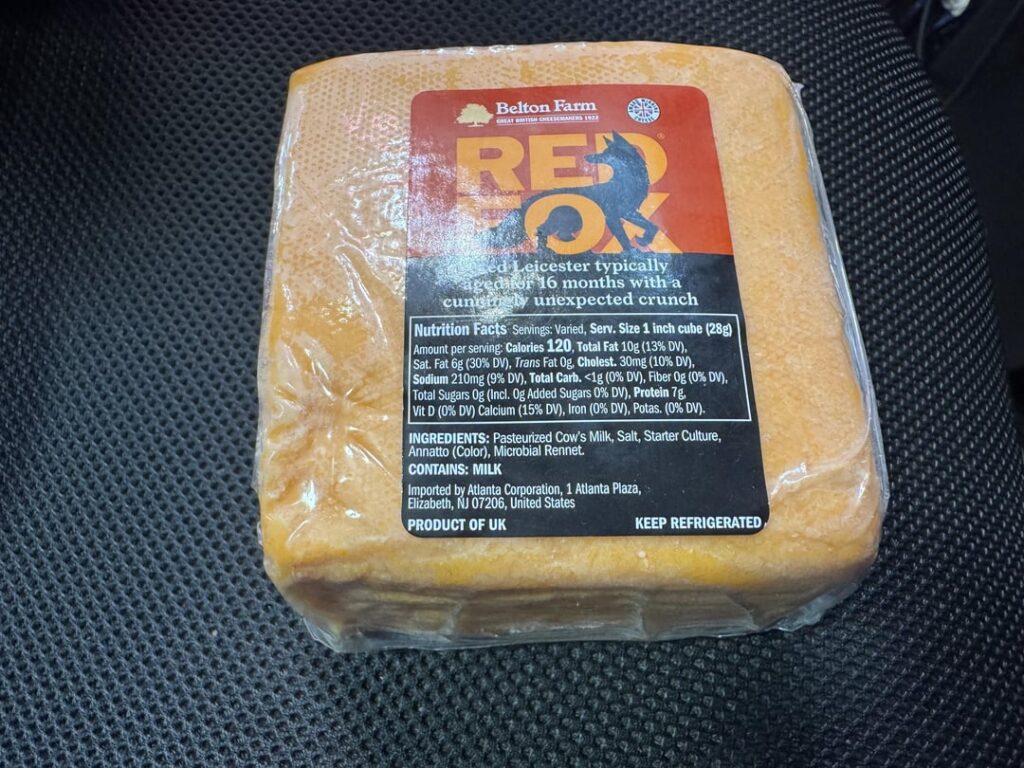 Belton Farm
GREAT BRITISH CHEESEMAKERS 1922
RED
FOX
Leicester typically
aged for 16 months with a
cunningly unexpected crunch
Nutrition Facts Servings: Varied, Serv. Size 1 inch cube (28g)
Amount per serving: Calories 120, Total Fat 10g (13% DV),
Sat. Fat 6g (30% DV), Trans Fat 0g, Cholest. 30mg (10% DV),
Sodium 210mg (9% DV), Total Carb. <1g (0% DV), Fiber 0g (0% DV),
Total Sugars 0g (Incl. 0g Added Sugars 0% DV), Protein 7g,
Vit D (0% DV) Calcium (15% DV), Iron (0% DV), Potas. (0% DV).
INGREDIENTS: Pasteurized Cow's Milk, Salt, Starter Culture,
Annatto (Color), Microbial Rennet.
CONTAINS: MILK
Imported by Atlanta Corporation, 1 Atlanta Plaza,
Elizabeth, NJ 07206, United States
PRODUCT OF UK KEEP REFRIGERATED